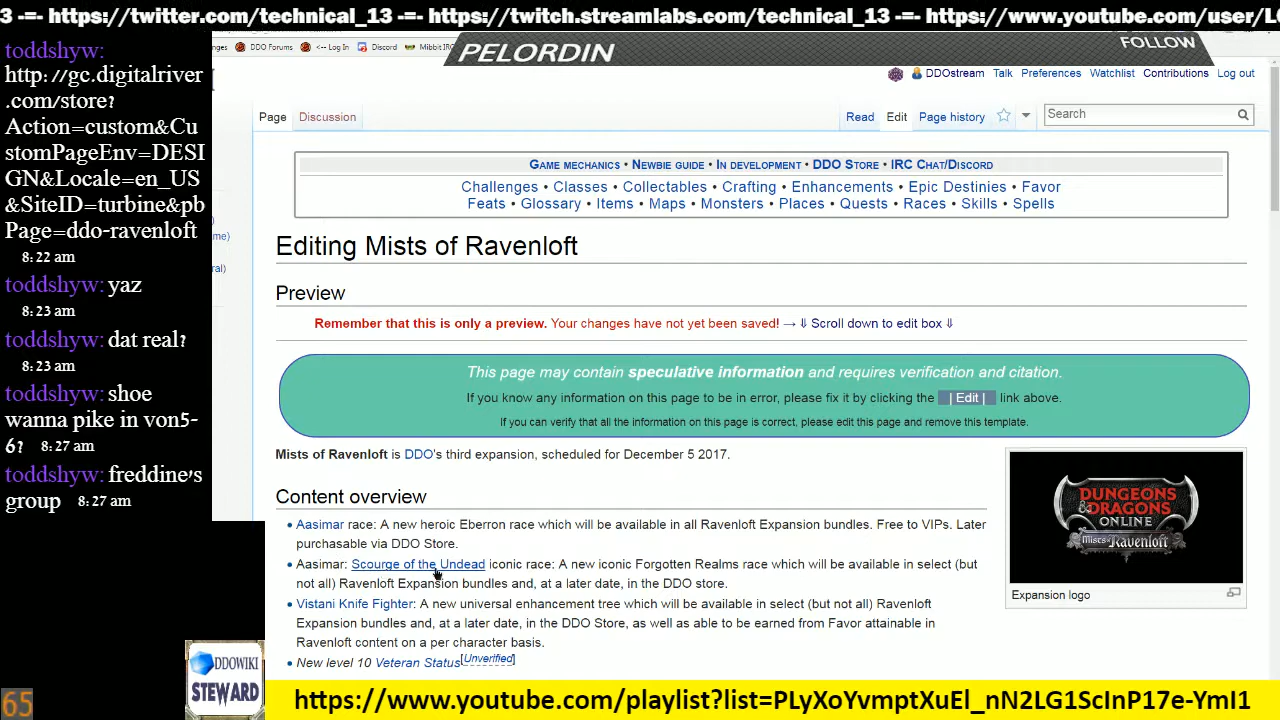 3 -=- https://twitter.com/technical_13 -=- https://twitch.streamlabs.com/technical_13 -=- https://www.youtube.com/user/L
nges DDO Forums <-- Log In Discord Mibbit IRC
PELORDIN
FOLLOW
DDOstream Talk Preferences Watchlist Contributions Log out
Page Discussion
Read Edit Page history
Search
GAME MECHANICS • NEWBIE GUIDE • IN DEVELOPMENT • DDO STORE • IRC CHAT/DISCORD
Challenges • Classes • Collectables • Crafting • Enhancements • Epic Destinies • Favor
Feats • Glossary • Items • Maps • Monsters • Places • Quests • Races • Skills • Spells
Editing Mists of Ravenloft
Preview
Remember that this is only a preview. Your changes have not yet been saved! → ⇓ Scroll down to edit box ⇓
This page may contain speculative information and requires verification and citation.
If you know any information on this page to be in error, please fix it by clicking the | Edit | link above.
If you can verify that all the information on this page is correct, please edit this page and remove this template.
Mists of Ravenloft is DDO's third expansion, scheduled for December 5 2017.
Content overview
• Aasimar race: A new heroic Eberron race which will be available in all Ravenloft Expansion bundles. Free to VIPs. Later
purchasable via DDO Store.
• Aasimar: Scourge of the Undead iconic race: A new iconic Forgotten Realms race which will be available in select (but
not all) Ravenloft Expansion bundles and, at a later date, in the DDO store.
• Vistani Knife Fighter: A new universal enhancement tree which will be available in select (but not all) Ravenloft
Expansion bundles and, at a later date, in the DDO Store, as well as able to be earned from Favor attainable in
Ravenloft content on a per character basis.
• New level 10 Veteran Status[Unverified]
DUNGEONS
& DRAGONS
ONLINE
Mists of Ravenloft
Expansion logo
toddshyw:
http://gc.digitalriver
.com/store?
Action=custom&Cu
stomPageEnv=DESI
GN&Locale=en_US
&SiteID=turbine&pb
Page=ddo-ravenloft
8:22 am
toddshyw: yaz
8:23 am
toddshyw: dat real?
8:23 am
toddshyw: shoe
wanna pike in von5-
6? 8:27 am
toddshyw: freddine's
group 8:27 am
me)
ral)
DDOWIKI
STEWARD
65
https://www.youtube.com/playlist?list=PLyXoYvmptXuEl_nN2LG1ScInP17e-YmI1